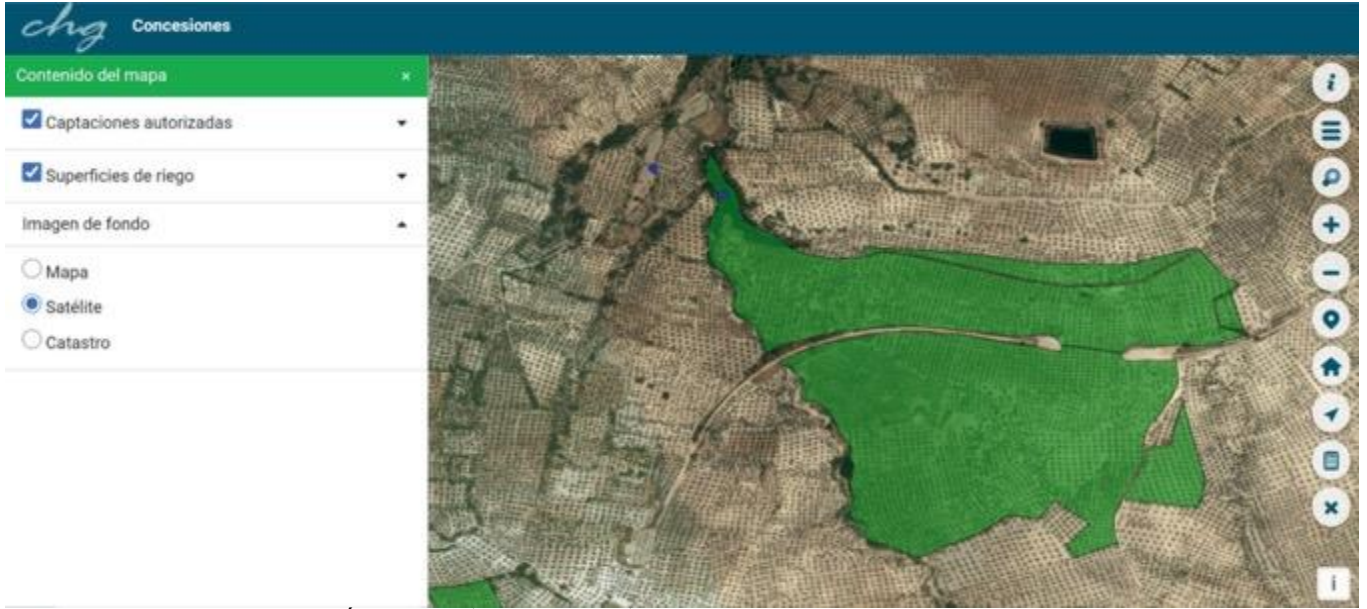 chg Concesiones
Contenido del mapa ×
Captaciones autorizadas
Superficies de riego
Imagen de fondo
Mapa
Satélite
Catastro
i
i